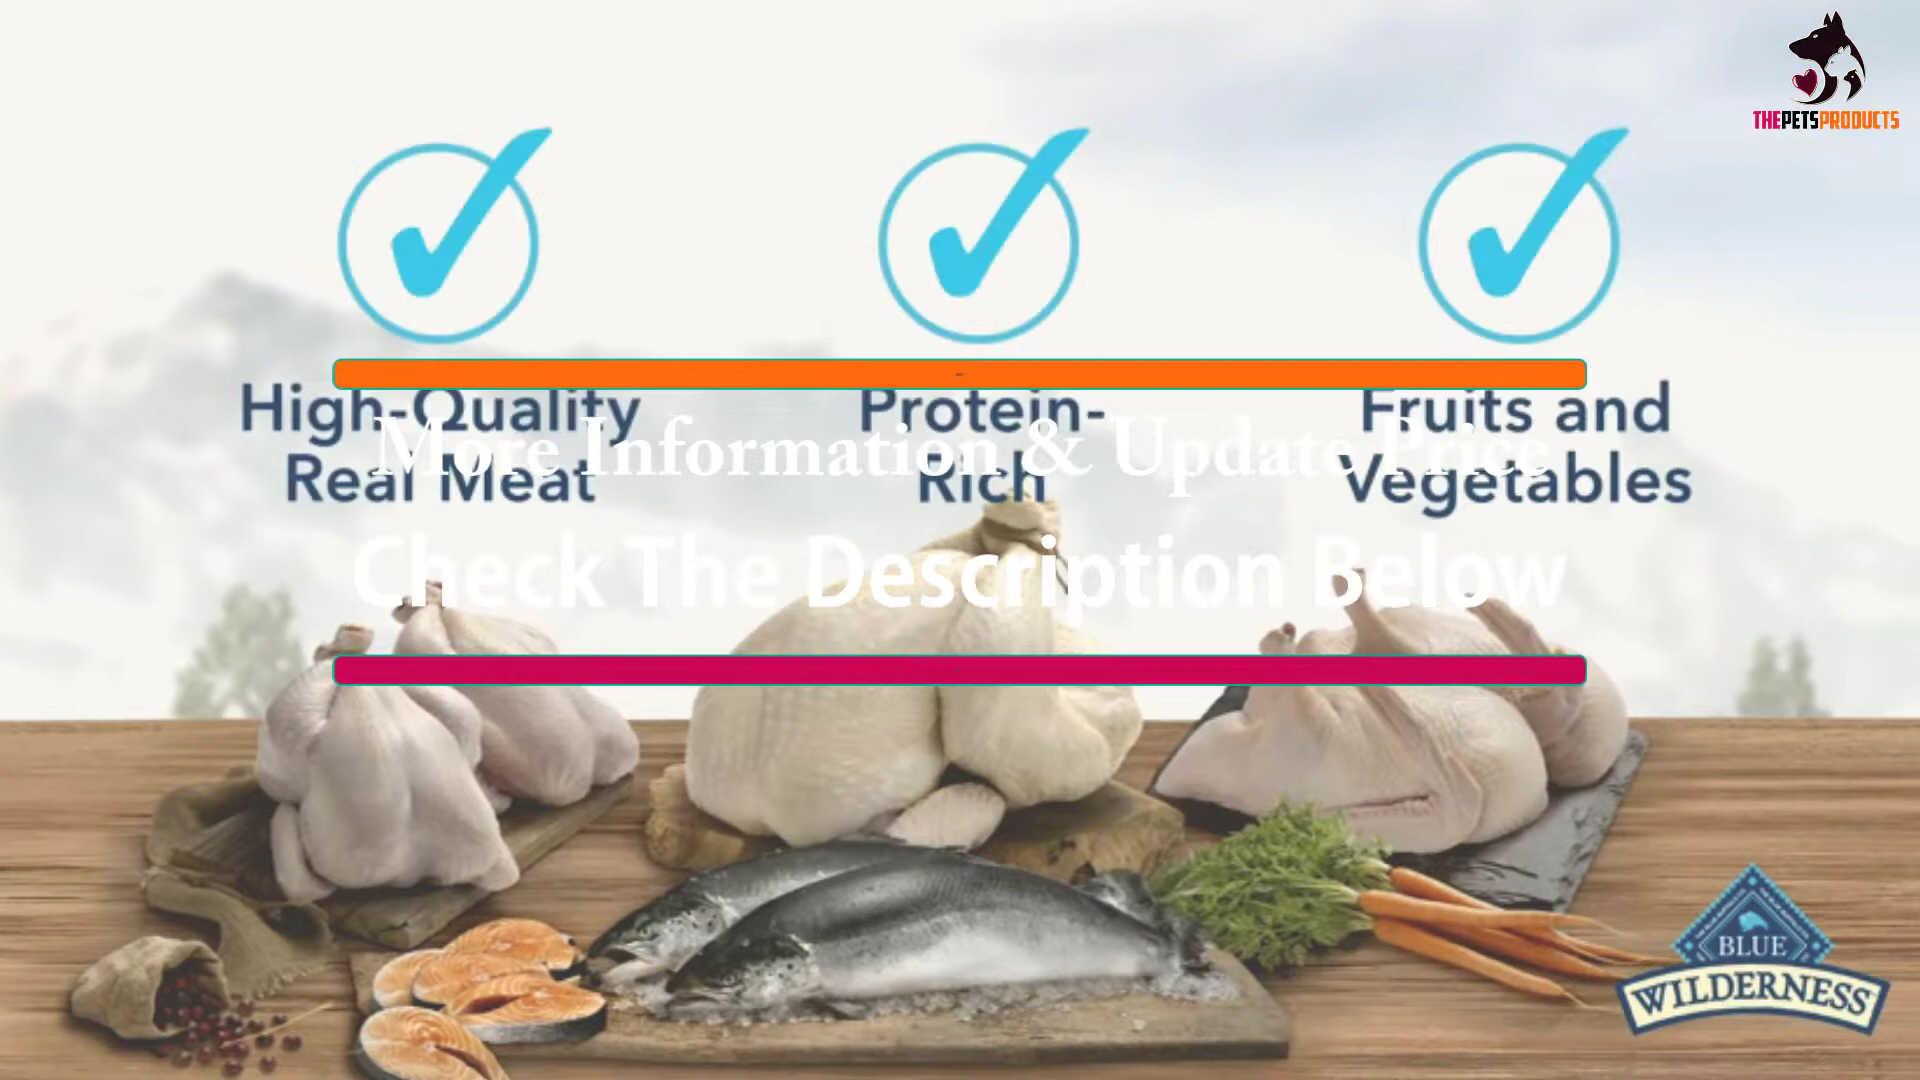 THEPETSPRODUCTS
High-Quality
Real Meat
Protein-
Rich
Fruits and
Vegetables
More Information & Update Price
Check The Description Below
BLUE
WILDERNESS